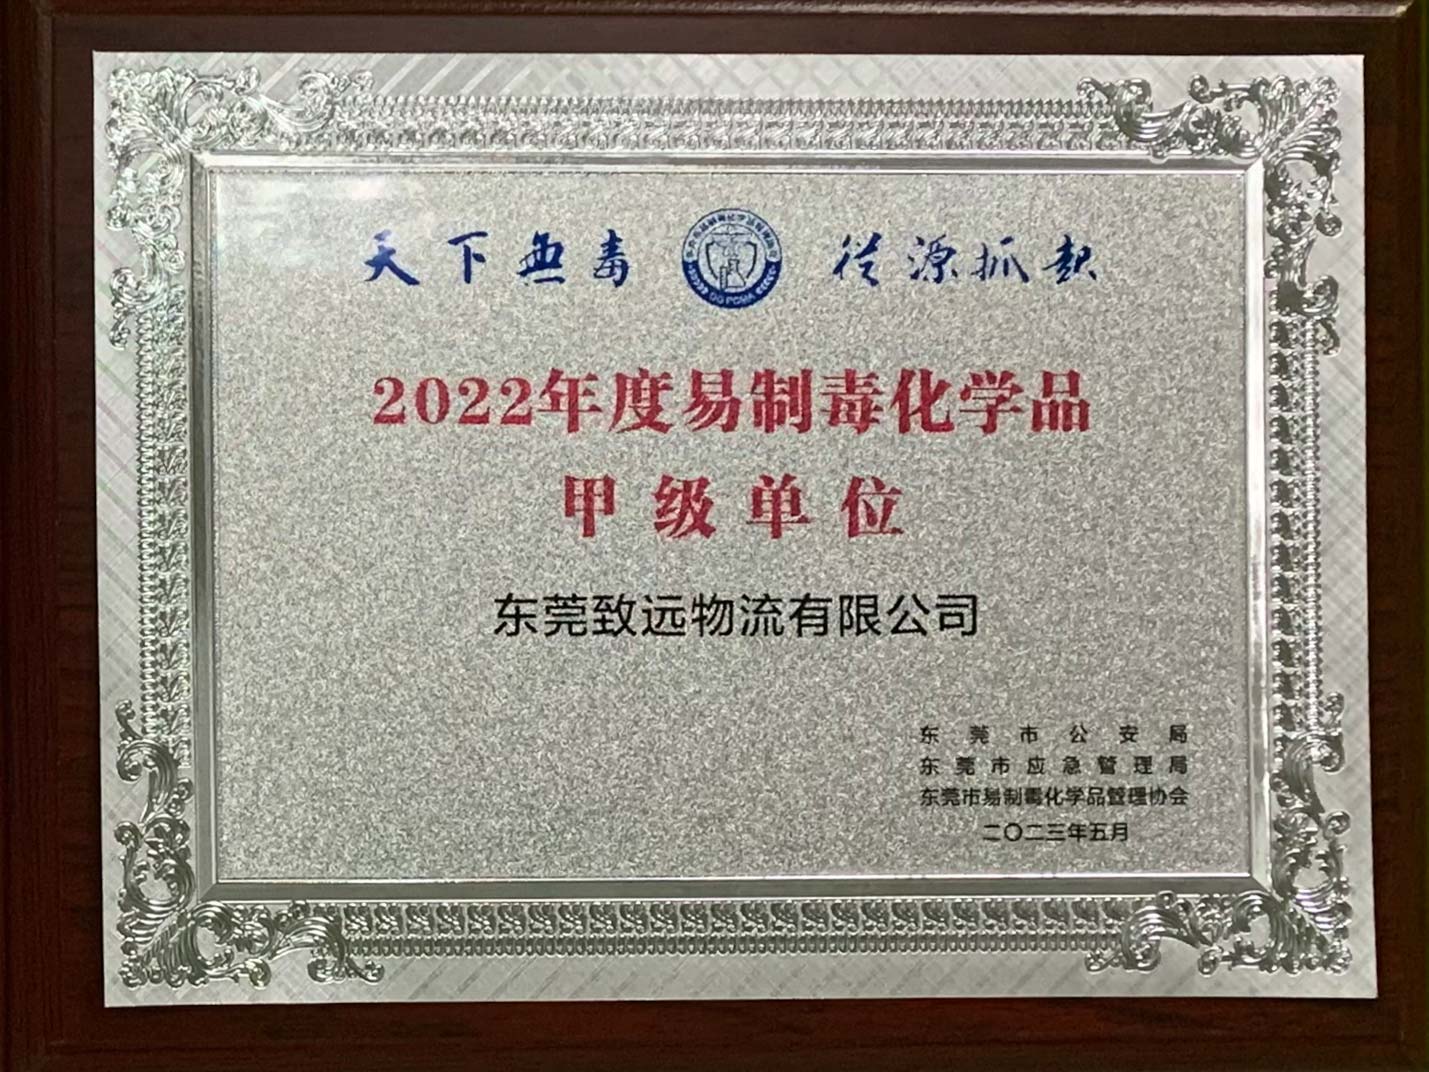 天下無毒 DG PCMA 從源抓起
2022年度易制毒化学品
甲级单位
东莞致远物流有限公司
东莞市公安局
东莞市应急管理局
东莞市易制毒化学品管理协会
二〇二三年五月